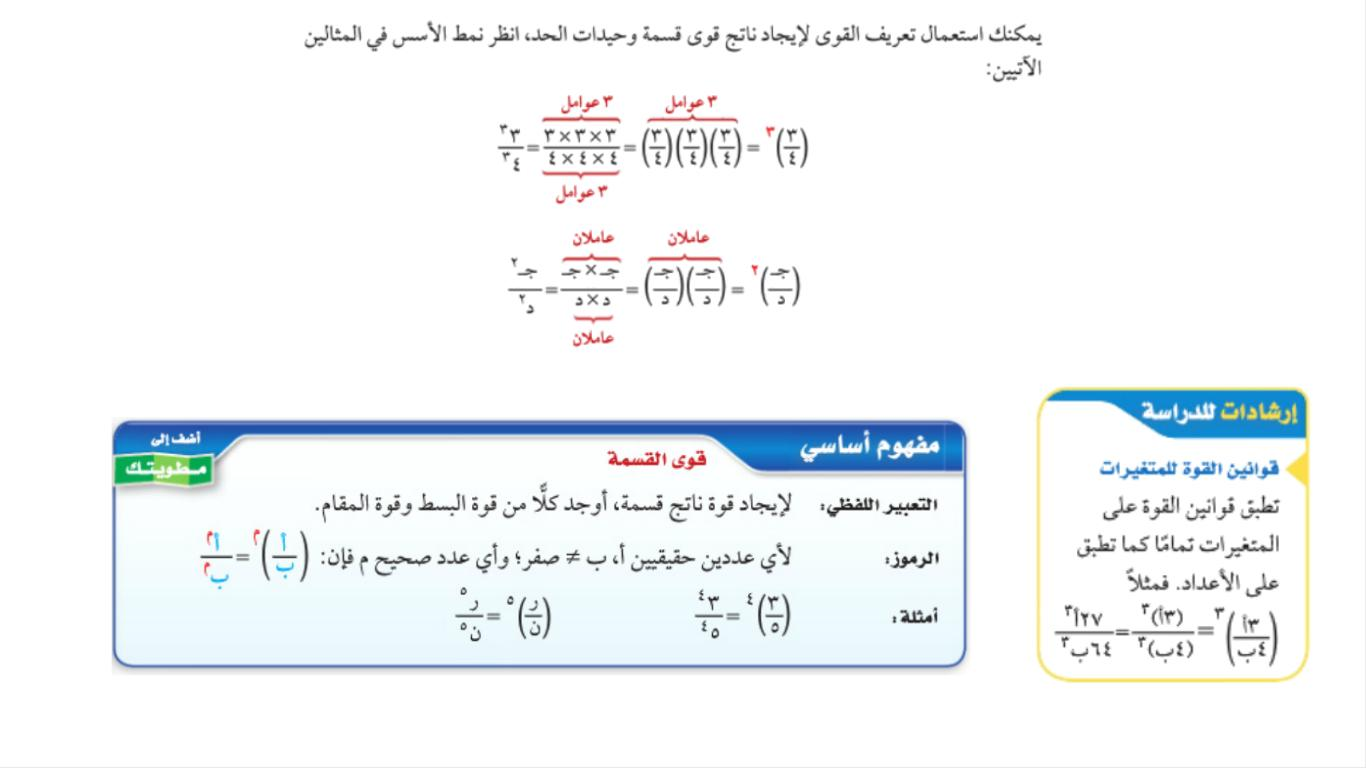 يمكنك استعمال تعريف القوى لإيجاد ناتج قوى قسمة وحيدات الحد، انظر نمط الأسس في المثالين
الآتيين:
٣ عوامل ٣ عوامل
(٣/٤)^٣ = (٣/٤)(٣/٤)(٣/٤) = (٣×٣×٣)/(٤×٤×٤) = ٣^٣/٤^٣
٣ عوامل
عاملان عاملان
(جـ/د)^٢ = (جـ/د)(جـ/د) = (جـ×جـ)/(د×د) = جـ^٢/د^٢
عاملان
إرشادات للدراسة
قوانين القوة للمتغيرات
تطبق قوانين القوة على
المتغيرات تمامًا كما تطبق
على الأعداد. فمثلاً
(٣أ/٤ب)^٣ = (٣أ)^٣/(٤ب)^٣ = ٢٧أ^٣/٦٤ب^٣
مفهوم أساسي
أضف إلى
مطويتك
قوى القسمة
التعبير اللفظي: لإيجاد قوة ناتج قسمة، أوجد كلًّا من قوة البسط وقوة المقام.
الرموز: لأي عددين حقيقيين أ، ب ≠ صفر؛ وأي عدد صحيح م فإن: (أ/ب)^م = أ^م/ب^م
أمثلة: (٣/٥)^٤ = ٣^٤/٥^٤ (ر/ن)^٥ = ر^٥/ن^٥